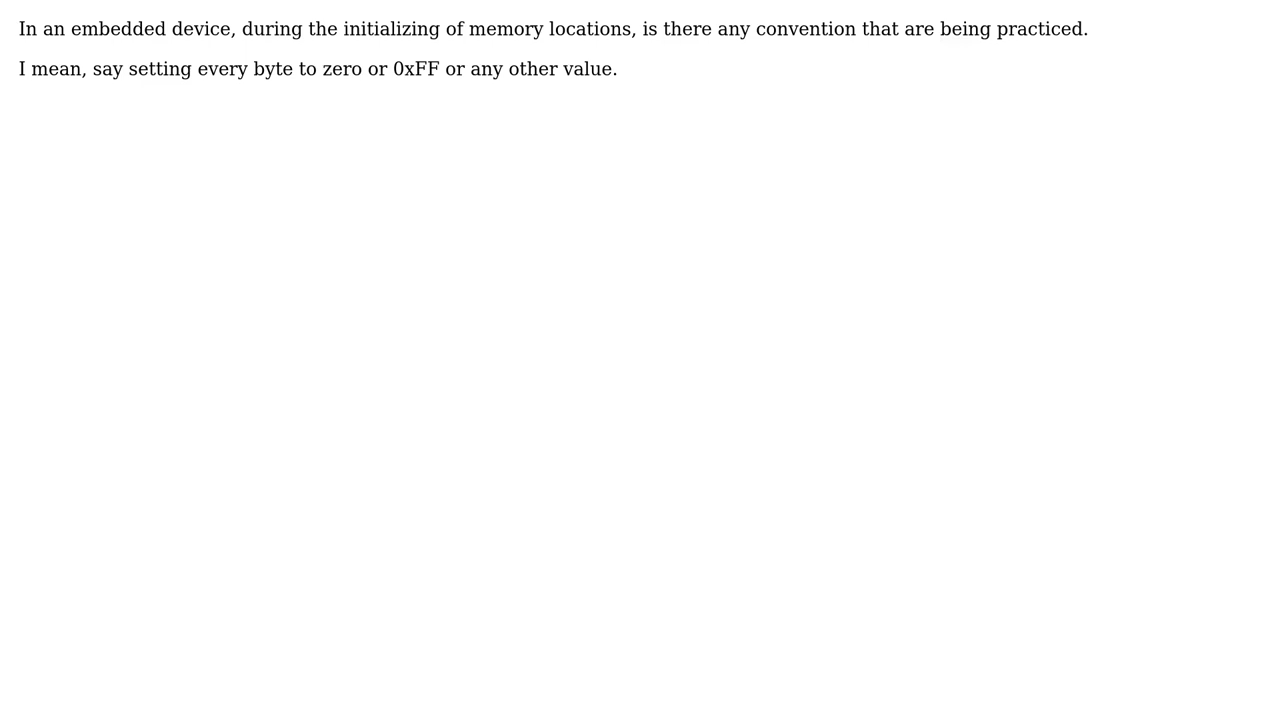 In an embedded device, during the initializing of memory locations, is there any convention that are being practiced.
I mean, say setting every byte to zero or 0xFF or any other value.